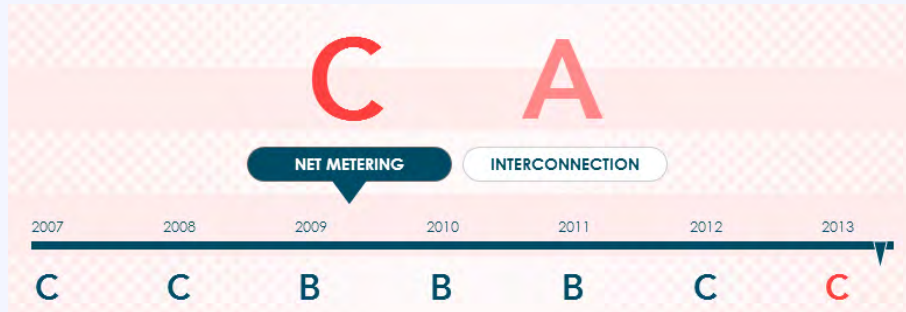 C A
NET METERING INTERCONNECTION
2007 2008 2009 2010 2011 2012 2013
C C B B B C C